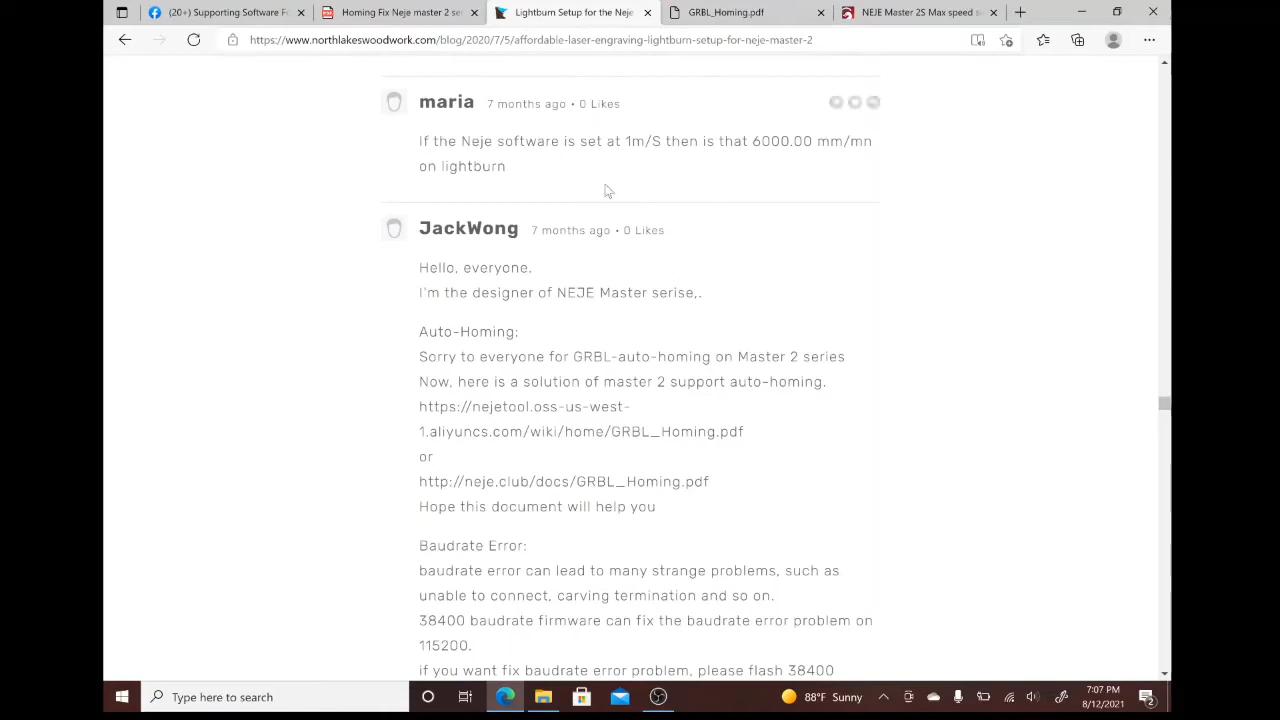 (20+) Supporting Software Fo
Homing Fix Neje master 2 se
Lightburn Setup for the Neje
GRBL_Homing.pdf
NEJE Master 2S Max speed s
https://www.northlakeswoodwork.com/blog/2020/7/5/affordable-laser-engraving-lightburn-setup-for-neje-master-2
maria 7 months ago • 0 Likes
If the Neje software is set at 1m/S then is that 6000.00 mm/mn
on lightburn
JackWong 7 months ago • 0 Likes
Hello, everyone.
I'm the designer of NEJE Master serise,.
Auto-Homing:
Sorry to everyone for GRBL-auto-homing on Master 2 series
Now, here is a solution of master 2 support auto-homing.
https://nejetool.oss-us-west-
1.aliyuncs.com/wiki/home/GRBL_Homing.pdf
or
http://neje.club/docs/GRBL_Homing.pdf
Hope this document will help you
Baudrate Error:
baudrate error can lead to many strange problems, such as
unable to connect, carving termination and so on.
38400 baudrate firmware can fix the baudrate error problem on
115200.
if you want fix baudrate error problem, please flash 38400
Type here to search
88°F Sunny
7:07 PM
8/12/2021
2